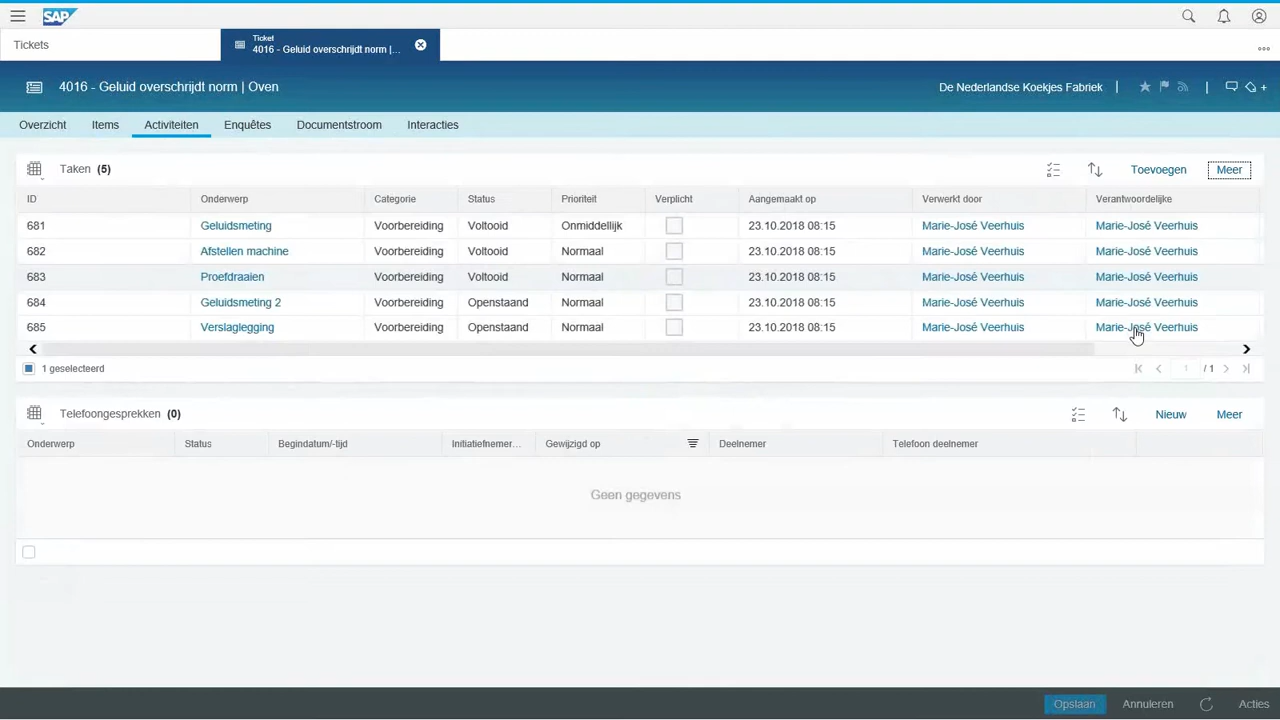 SAP
Tickets
Ticket
4016 - Geluid overschrijdt norm |...
4016 - Geluid overschrijdt norm | Oven
De Nederlandse Koekjes Fabriek
Overzicht Items Activiteiten Enquêtes Documentstroom Interacties
Taken (5) Toevoegen Meer
ID Onderwerp Categorie Status Prioriteit Verplicht Aangemaakt op Verwerkt door Verantwoordelijke
681 Geluidsmeting Voorbereiding Voltooid Onmiddellijk 23.10.2018 08:15 Marie-José Veerhuis Marie-José Veerhuis
682 Afstellen machine Voorbereiding Voltooid Normaal 23.10.2018 08:15 Marie-José Veerhuis Marie-José Veerhuis
683 Proefdraaien Voorbereiding Voltooid Normaal 23.10.2018 08:15 Marie-José Veerhuis Marie-José Veerhuis
684 Geluidsmeting 2 Voorbereiding Openstaand Normaal 23.10.2018 08:15 Marie-José Veerhuis Marie-José Veerhuis
685 Verslaglegging Voorbereiding Openstaand Normaal 23.10.2018 08:15 Marie-José Veerhuis Marie-José Veerhuis
1 geselecteerd 1 / 1
Telefoongesprekken (0) Nieuw Meer
Onderwerp Status Begindatum/-tijd Initiatiefnemer... Gewijzigd op Deelnemer Telefoon deelnemer
Geen gegevens
Opslaan Annuleren Acties